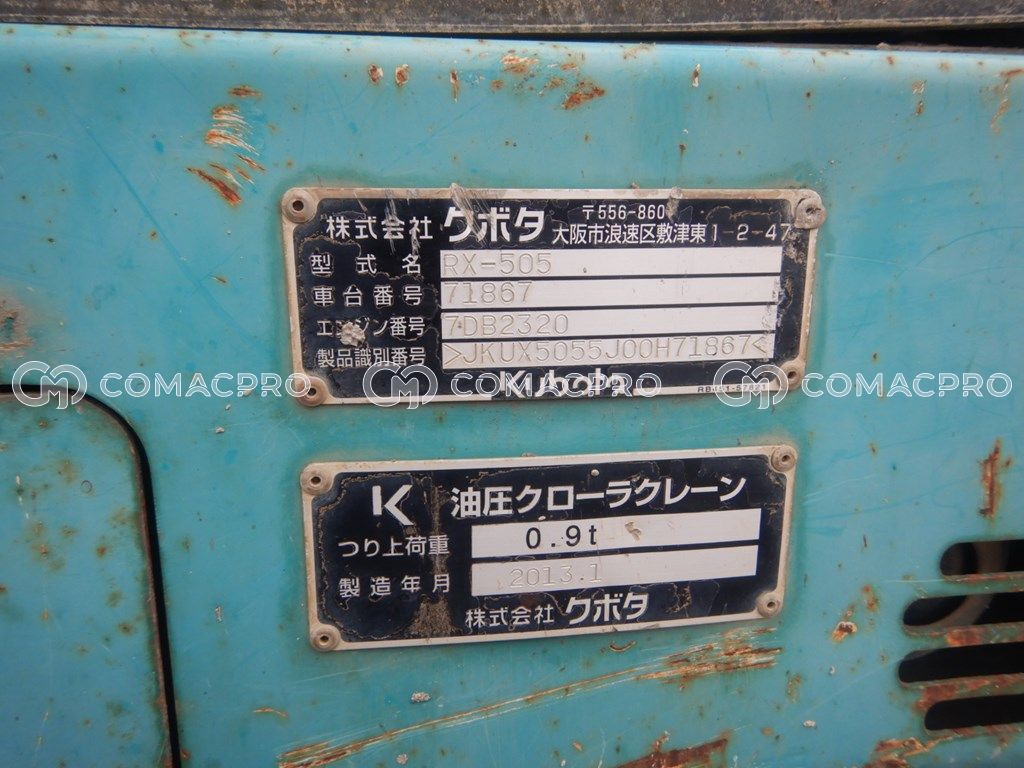 株式会社 クボタ 〒556-860
大阪市浪速区敷津東1-2-47
型式名 RX-505
車台番号 71867
エンジン番号 7DB2320
製品識別番号 >JKUX5055J00H71867<
Kubota
COMACPRO COMACPRO COMACPRO
K 油圧クローラクレーン
つり上荷重 0.9t
製造年月 2013.1
株式会社 クボタ